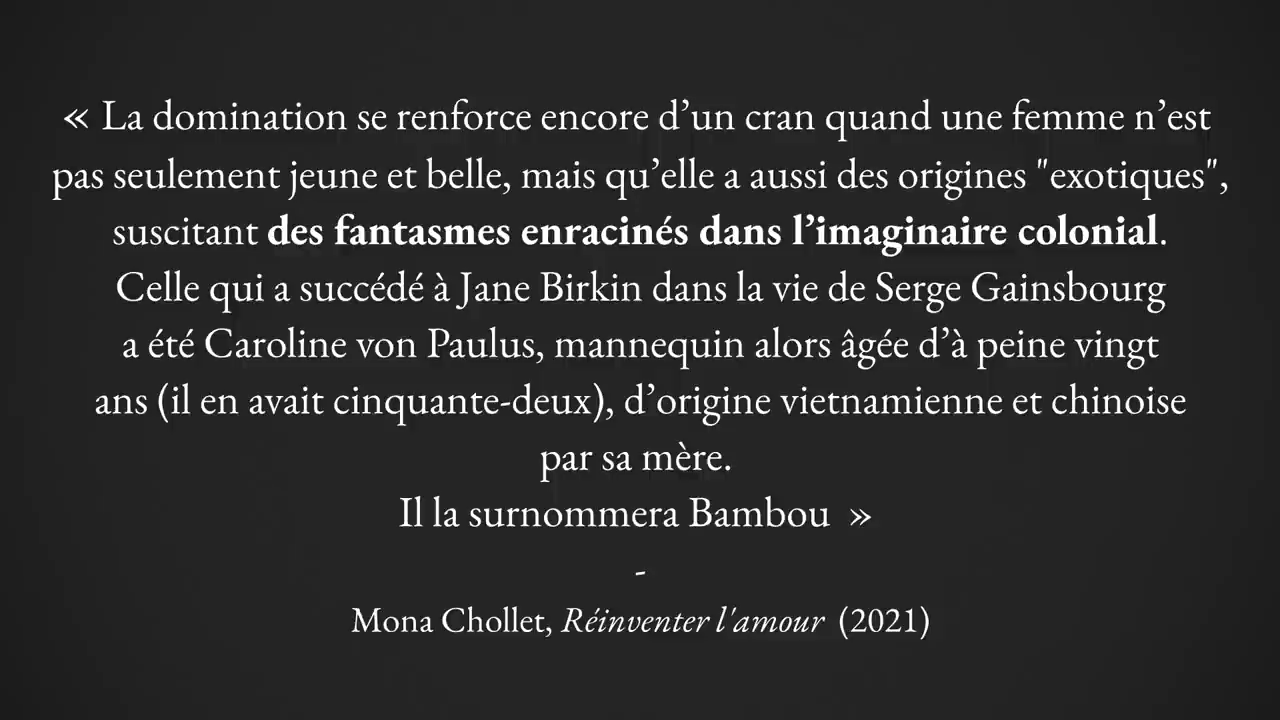 « La domination se renforce encore d’un cran quand une femme n’est
pas seulement jeune et belle, mais qu’elle a aussi des origines "exotiques",
suscitant des fantasmes enracinés dans l’imaginaire colonial.
Celle qui a succédé à Jane Birkin dans la vie de Serge Gainsbourg
a été Caroline von Paulus, mannequin alors âgée d’à peine vingt
ans (il en avait cinquante-deux), d’origine vietnamienne et chinoise
par sa mère.
Il la surnommera Bambou »
-
Mona Chollet, Réinventer l'amour (2021)